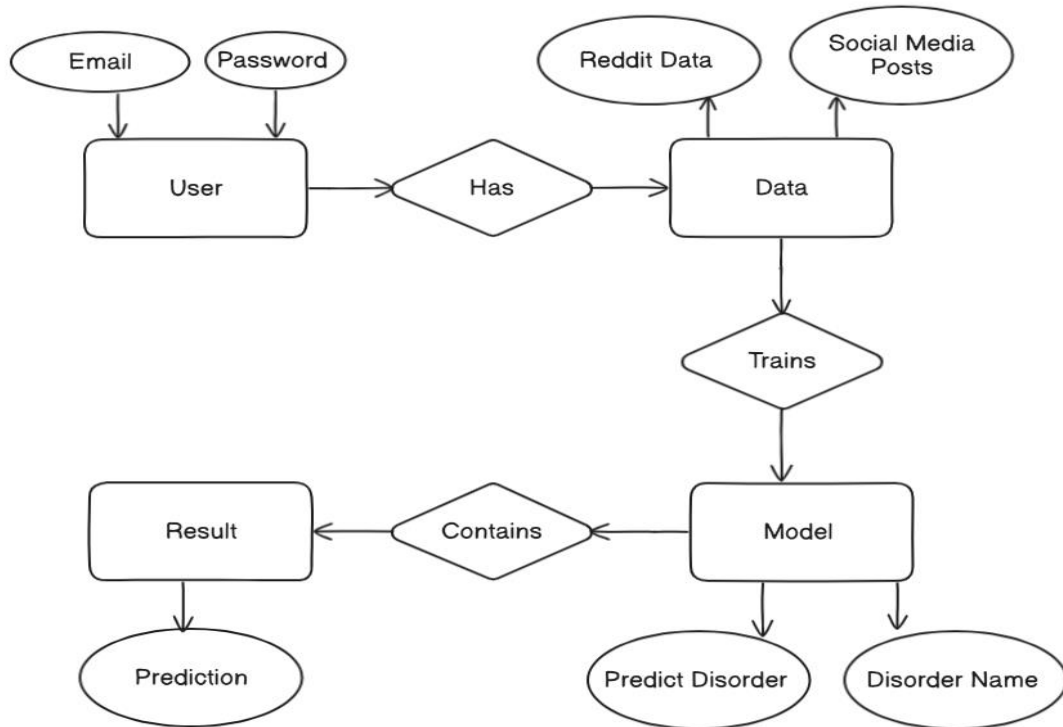 Email
Password
Reddit Data
Social Media
Posts
User
Has
Data
Trains
Result
Contains
Model
Prediction
Predict Disorder
Disorder Name